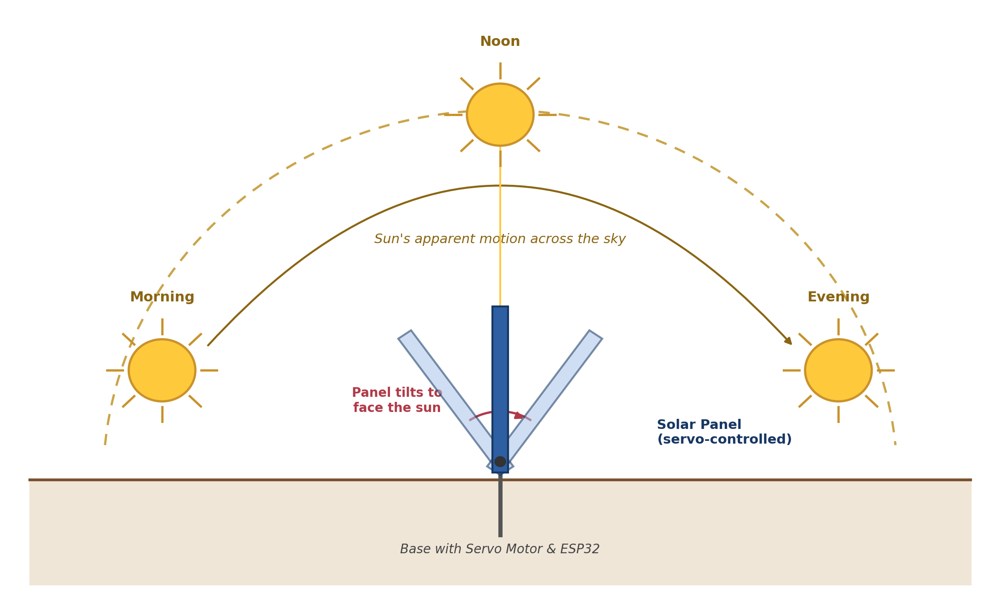 Noon
Sun's apparent motion across the sky
Morning
Evening
Panel tilts to
face the sun
Solar Panel
(servo-controlled)
Base with Servo Motor & ESP32